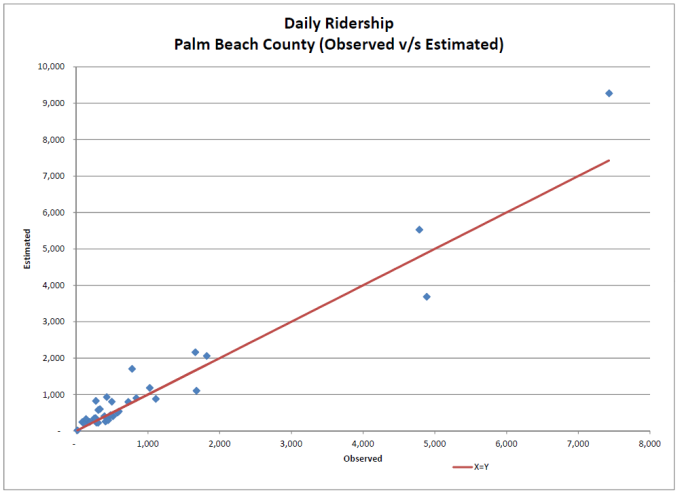 Daily Ridership
Palm Beach County (Observed v/s Estimated)
10,000
9,000
8,000
7,000
6,000
5,000
4,000
3,000
2,000
1,000
-
Estimated
- 1,000 2,000 3,000 4,000 5,000 6,000 7,000 8,000
Observed
X=Y